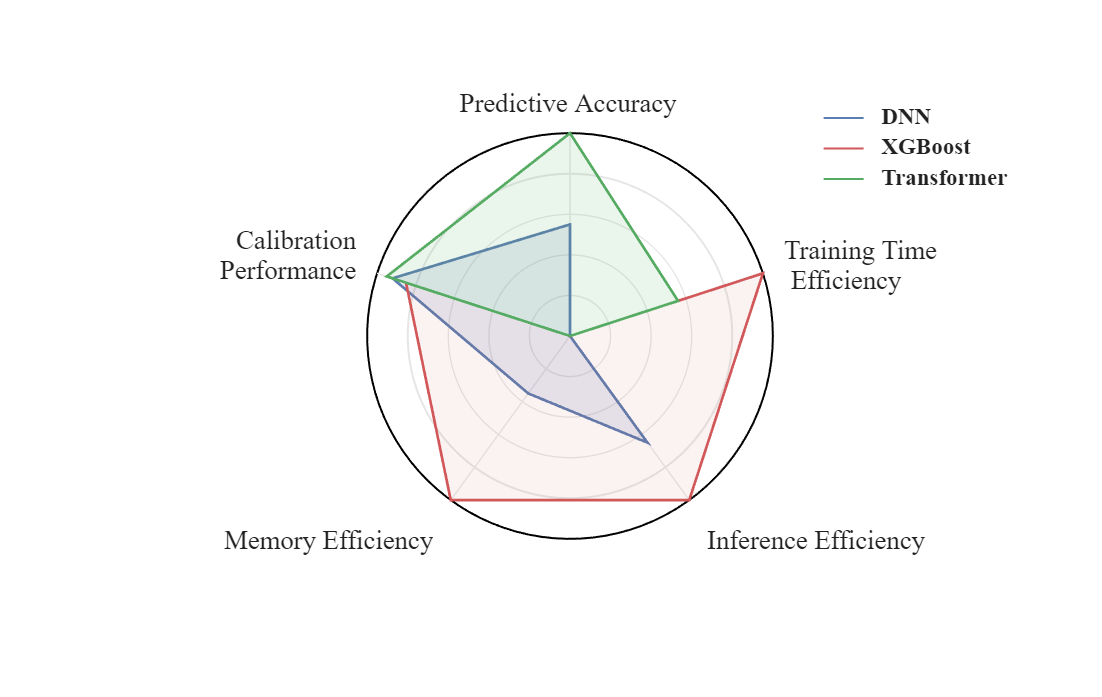 Predictive Accuracy
DNN
XGBoost
Transformer
Calibration
Performance
Training Time
Efficiency
Memory Efficiency
Inference Efficiency